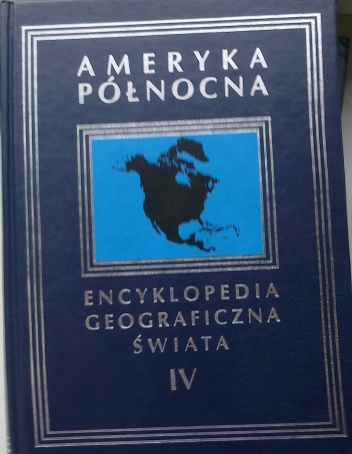 AMERYKA
PÓŁNOCNA
ENCYKLOPEDIA
GEOGRAFICZNA
ŚWIATA
IV